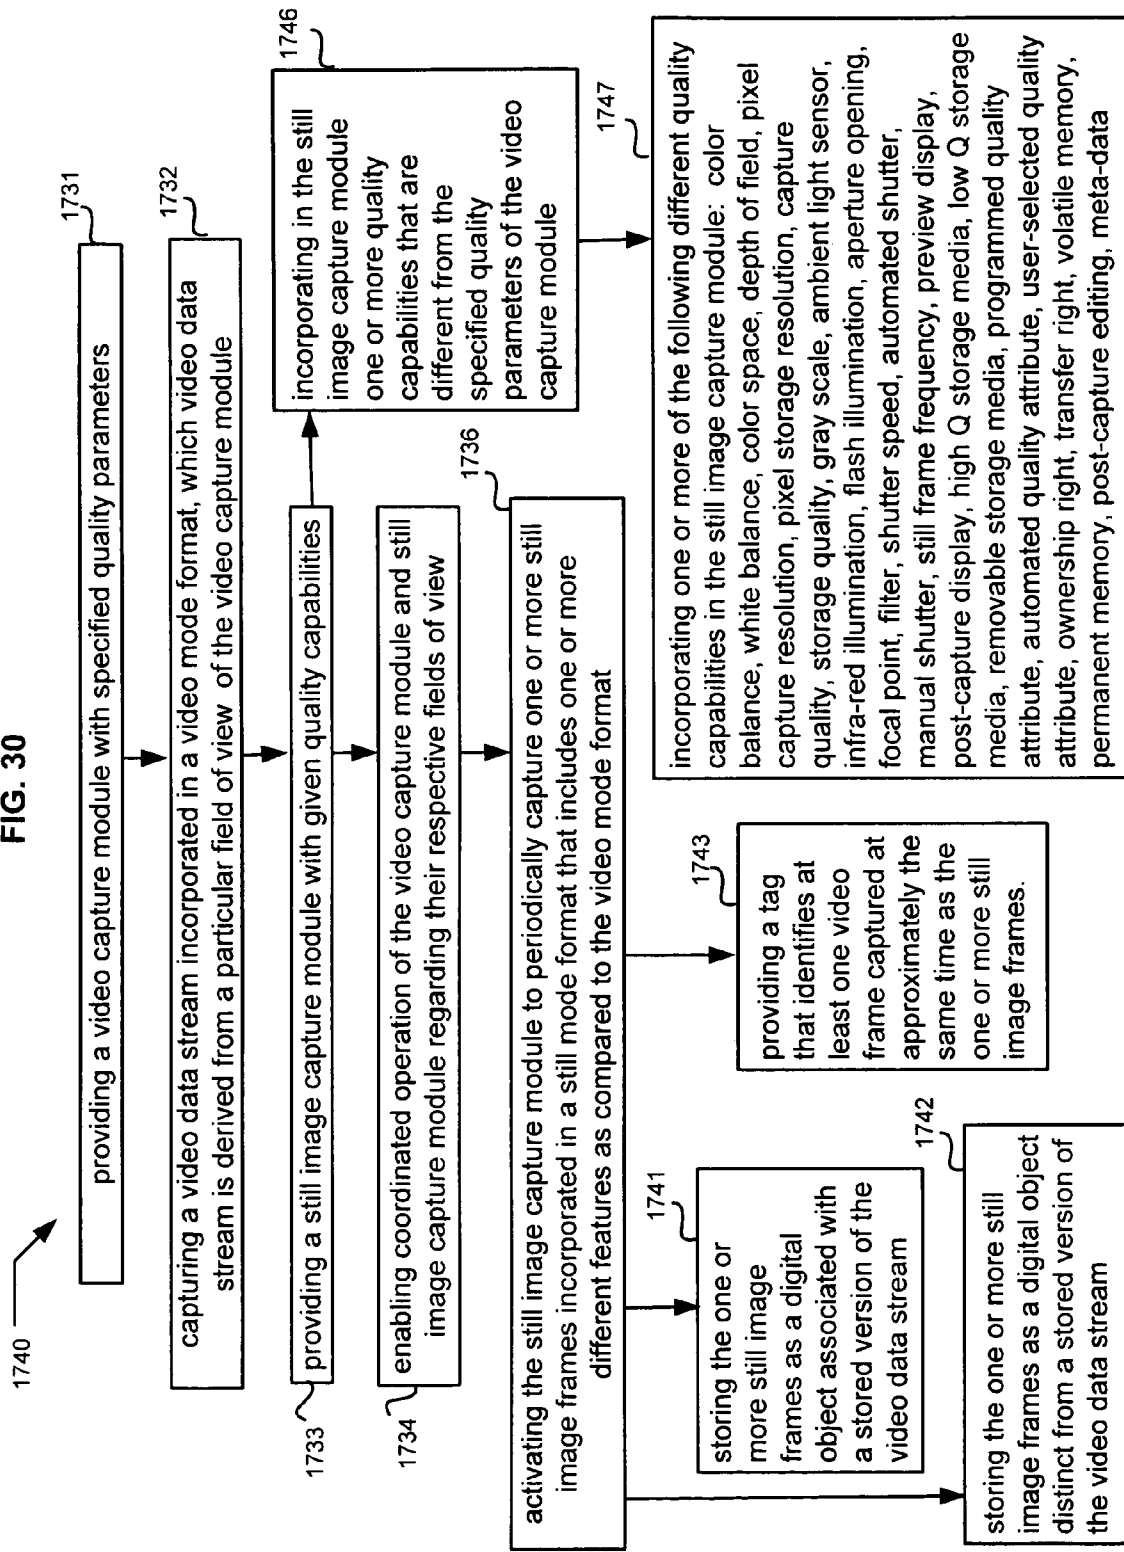 FIG. 30
1740
1731
providing a video capture module with specified quality parameters
1732
capturing a video data stream incorporated in a video mode format, which video data
stream is derived from a particular field of view of the video capture module
1733
providing a still image capture module with given quality capabilities
1746
incorporating in the still
image capture module
one or more quality
capabilities that are
different from the
specified quality
parameters of the video
capture module
1734
enabling coordinated operation of the video capture module and still
image capture module regarding their respective fields of view
1736
activating the still image capture module to periodically capture one or more still
image frames incorporated in a still mode format that includes one or more
different features as compared to the video mode format
1741
storing the one or
more still image
frames as a digital
object associated with
a stored version of the
video data stream
1742
storing the one or more still
image frames as a digital object
distinct from a stored version of
the video data stream
1743
providing a tag
that identifies at
least one video
frame captured at
approximately the
same time as the
one or more still
image frames.
1747
incorporating one or more of the following different quality
capabilities in the still image capture module: color
balance, white balance, color space, depth of field, pixel
capture resolution, pixel storage resolution, capture
quality, storage quality, gray scale, ambient light sensor,
infra-red illumination, flash illumination, aperture opening,
focal point, filter, shutter speed, automated shutter,
manual shutter, still frame frequency, preview display,
post-capture display, high Q storage media, low Q storage
media, removable storage media, programmed quality
attribute, automated quality attribute, user-selected quality
attribute, ownership right, transfer right, volatile memory,
permanent memory, post-capture editing, meta-data